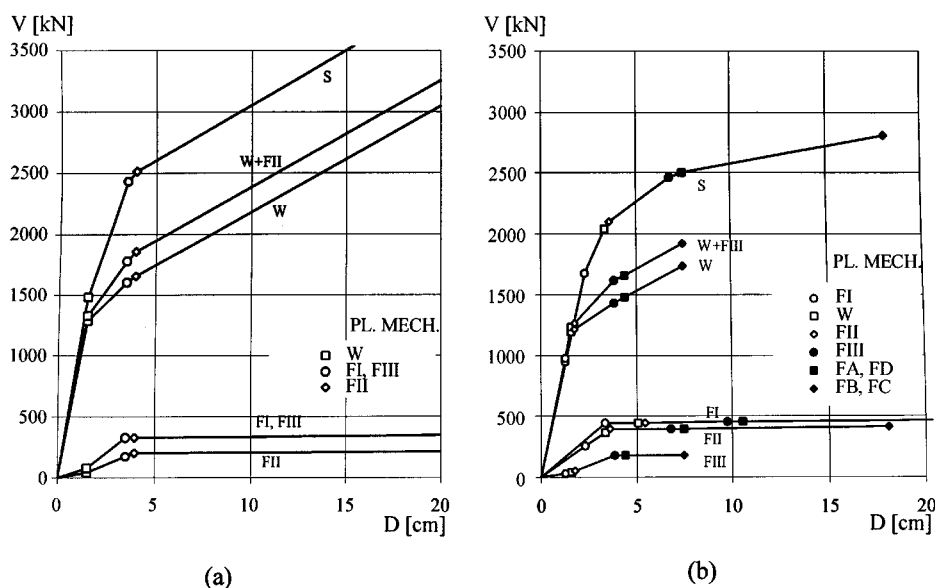 V [kN]
3500
3000
2500
2000
1500
1000
500
0
0 5 10 15 20
D [cm]
S
W+FII
W
PL. MECH.
W
FI, FIII
FII
FI, FIII
FII
(a)
V [kN]
3500
3000
2500
2000
1500
1000
500
0
0 5 10 15 20
D [cm]
S
W+FIII
W
PL. MECH.
FI
W
FII
FIII
FA, FD
FB, FC
FI
FII
FIII
(b)